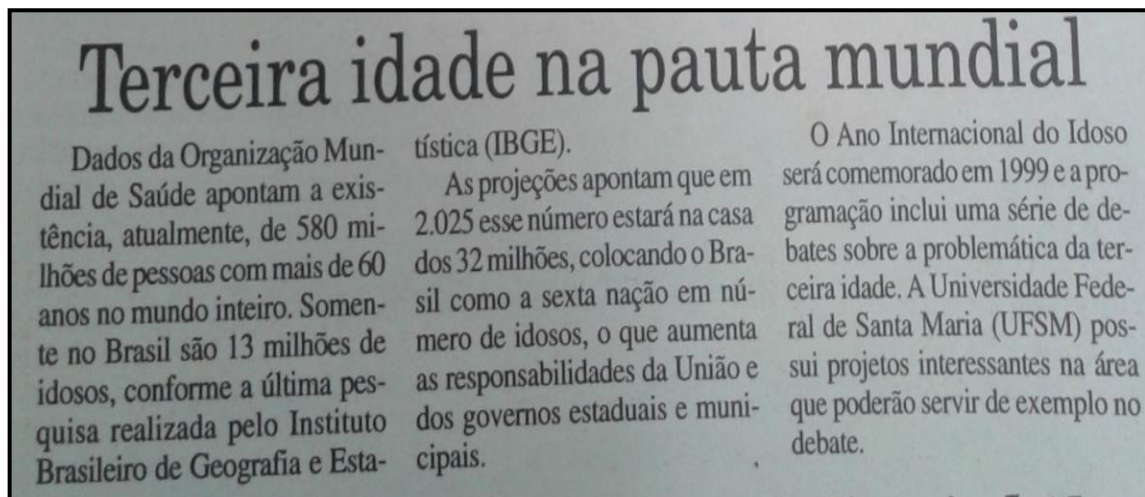 Terceira idade na pauta mundial
Dados da Organização Mun-
dial de Saúde apontam a exis-
tência, atualmente, de 580 mi-
lhões de pessoas com mais de 60
anos no mundo inteiro. Somen-
te no Brasil são 13 milhões de
idosos, conforme a última pes-
quisa realizada pelo Instituto
Brasileiro de Geografia e Esta-
tística (IBGE).
As projeções apontam que em
2.025 esse número estará na casa
dos 32 milhões, colocando o Bra-
sil como a sexta nação em nú-
mero de idosos, o que aumenta
as responsabilidades da União e
dos governos estaduais e muni-
cipais.
O Ano Internacional do Idoso
será comemorado em 1999 e a pro-
gramação inclui uma série de de-
bates sobre a problemática da ter-
ceira idade. A Universidade Fede-
ral de Santa Maria (UFSM) pos-
sui projetos interessantes na área
que poderão servir de exemplo no
debate.